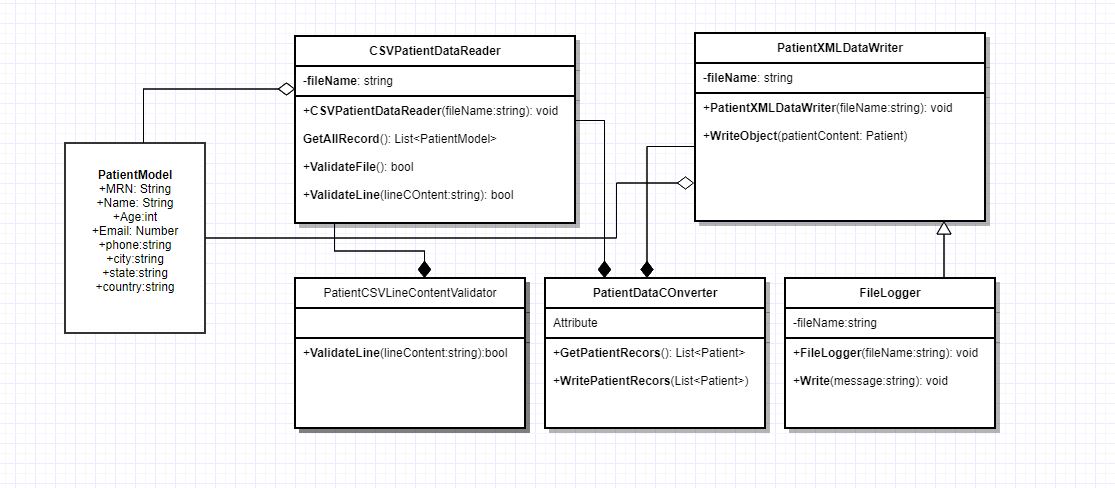 CSVPatientDataReader
-fileName: string
+CSVPatientDataReader(fileName:string): void
GetAllRecord(): List<PatientModel>
+ValidateFile(): bool
+ValidateLine(lineCOntent:string): bool
PatientXMLDataWriter
-fileName: string
+PatientXMLDataWriter(fileName:string): void
+WriteObject(patientContent: Patient)
PatientModel
+MRN: String
+Name: String
+Age:int
+Email: Number
+phone:string
+city:string
+state:string
+country:string
PatientCSVLineContentValidator
+ValidateLine(lineContent:string):bool
PatientDataCOnverter
Attribute
+GetPatientRecors(): List<Patient>
+WritePatientRecors(List<Patient>)
FileLogger
-fileName:string
+FileLogger(fileName:string): void
+Write(message:string): void